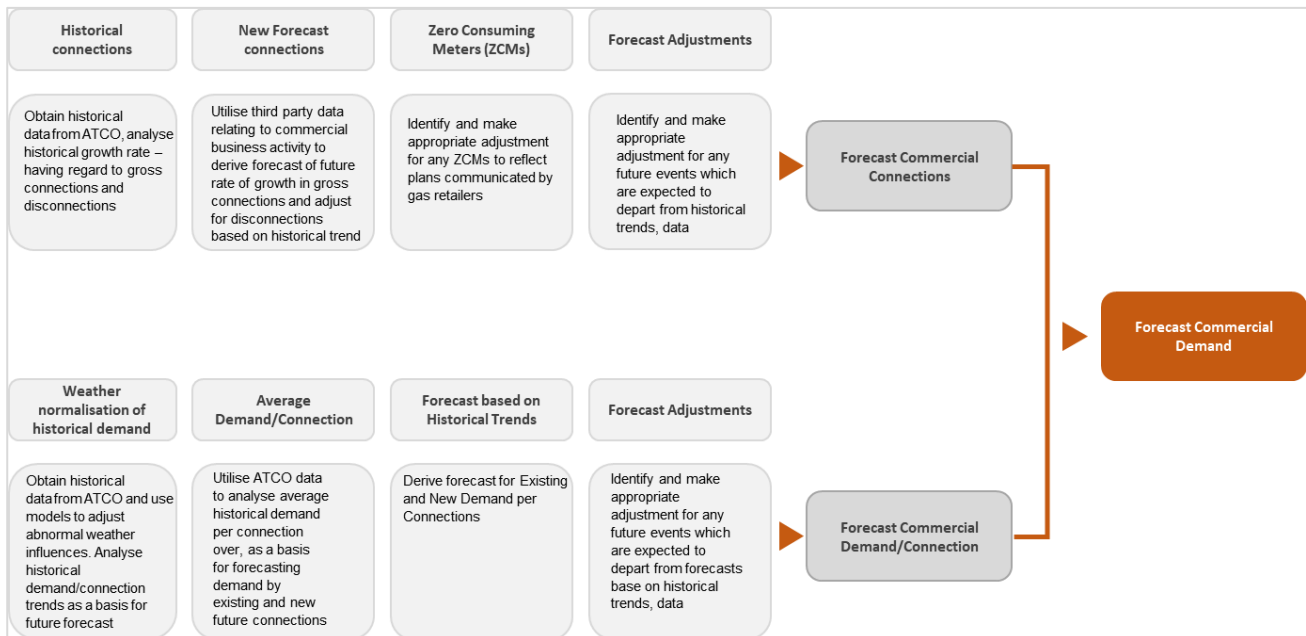 Historical
connections
New Forecast
connections
Zero Consuming
Meters (ZCMs)
Forecast Adjustments
Obtain historical
data from ATCO, analyse
historical growth rate –
having regard to gross
connections and
disconnections
Utilise third party data
relating to commercial
business activity to
derive forecast of future
rate of growth in gross
connections and adjust
for disconnections
based on historical trend
Identify and make
appropriate adjustment
for any ZCMs to reflect
plans communicated by
gas retailers
Identify and make
appropriate
adjustment for any
future events which
are expected to
depart from historical
trends, data
Forecast Commercial
Connections
Forecast Commercial
Demand
Weather
normalisation of
historical demand
Average
Demand/Connection
Forecast based on
Historical Trends
Forecast Adjustments
Obtain historical
data from ATCO and use
models to adjust
abnormal weather
influences. Analyse
historical
demand/connection
trends as a basis for
future forecast
Utilise ATCO data
to analyse average
historical demand
per connection
over, as a basis
for forecasting
demand by
existing and new
future connections
Derive forecast for Existing
and New Demand per
Connections
Identify and make
appropriate
adjustment for any
future events which
are expected to
depart from forecasts
base on historical
trends, data
Forecast Commercial
Demand/Connection